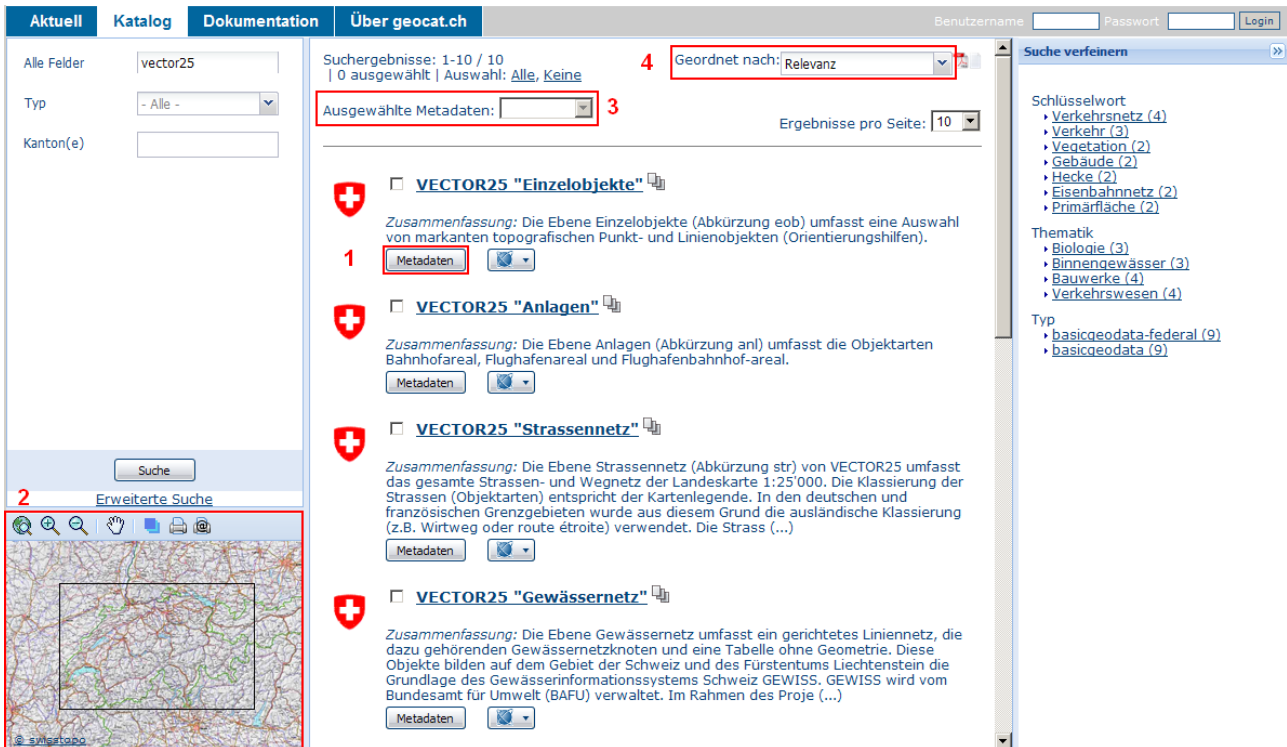 Aktuell Katalog Dokumentation Über geocat.ch Benutzername Passwort Login
Alle Felder vector25
Typ - Alle -
Kanton(e)
Suche
Erweiterte Suche
2
© swisstopo
Suchergebnisse: 1-10 / 10
| 0 ausgewählt | Auswahl: Alle, Keine
4 Geordnet nach: Relevanz
Ausgewählte Metadaten: 3
Ergebnisse pro Seite: 10
VECTOR25 "Einzelobjekte"
Zusammenfassung: Die Ebene Einzelobjekte (Abkürzung eob) umfasst eine Auswahl
von markanten topografischen Punkt- und Linienobjekten (Orientierungshilfen).
1 Metadaten
VECTOR25 "Anlagen"
Zusammenfassung: Die Ebene Anlagen (Abkürzung anl) umfasst die Objektarten
Bahnhofareal, Flughafenareal und Flughafenbahnhof-areal.
Metadaten
VECTOR25 "Strassennetz"
Zusammenfassung: Die Ebene Strassennetz (Abkürzung str) von VECTOR25 umfasst
das gesamte Strassen- und Wegnetz der Landeskarte 1:25'000. Die Klassierung der
Strassen (Objektarten) entspricht der Kartenlegende. In den deutschen und
französischen Grenzgebieten wurde aus diesem Grund die ausländische Klassierung
(z.B. Wirtweg oder route étroite) verwendet. Die Strass (...)
Metadaten
VECTOR25 "Gewässernetz"
Zusammenfassung: Die Ebene Gewässernetz umfasst ein gerichtetes Liniennetz, die
dazu gehörenden Gewässernetzknoten und eine Tabelle ohne Geometrie. Diese
Objekte bilden auf dem Gebiet der Schweiz und des Fürstentums Liechtenstein die
Grundlage des Gewässerinformationssystems Schweiz GEWISS. GEWISS wird vom
Bundesamt für Umwelt (BAFU) verwaltet. Im Rahmen des Proje (...)
Metadaten
Suche verfeinern
Schlüsselwort
Verkehrsnetz (4)
Verkehr (3)
Vegetation (2)
Gebäude (2)
Hecke (2)
Eisenbahnnetz (2)
Primärfläche (2)
Thematik
Biologie (3)
Binnengewässer (3)
Bauwerke (4)
Verkehrswesen (4)
Typ
basicgeodata-federal (9)
basicgeodata (9)